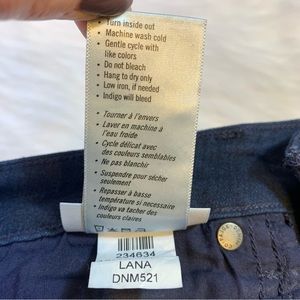 • Turn inside out
• Machine wash cold
• Gentle cycle with
like colors
• Do not bleach
• Hang to dry only
• Low iron, if needed
• Indigo will bleed
• Tourner à l'envers
• Laver en machine à
l'eau froide
• Cycle délicat avec
des couleurs semblables
• Ne pas blanchir
• Suspendre pour sécher
seulement
• Repasser à basse
température si necessaire
• Indigo va tacher des
couleurs
234634
LANA
DNM521